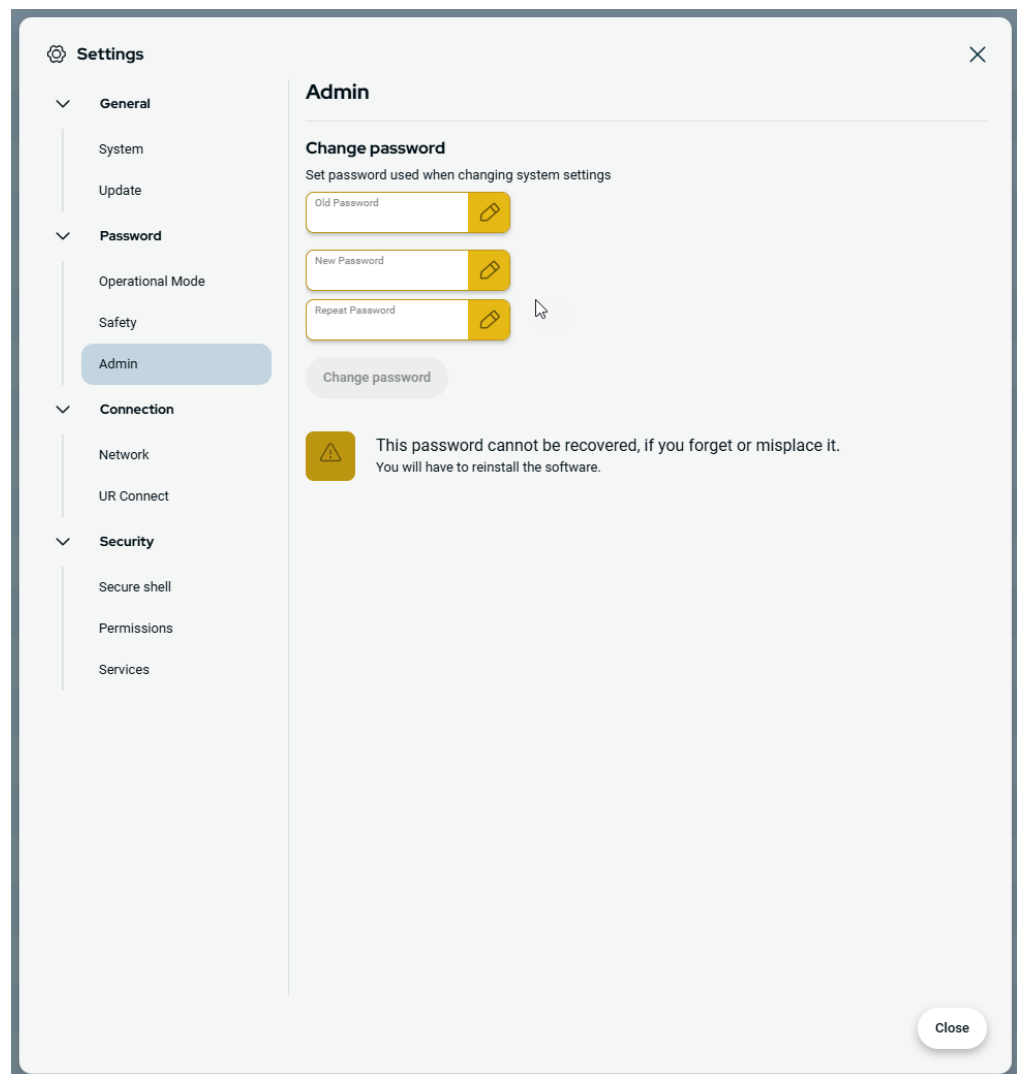 Settings
General
System
Update
Password
Operational Mode
Safety
Admin
Connection
Network
UR Connect
Security
Secure shell
Permissions
Services
Admin
Change password
Set password used when changing system settings
Old Password
New Password
Repeat Password
Change password
This password cannot be recovered, if you forget or misplace it.
You will have to reinstall the software.
Close